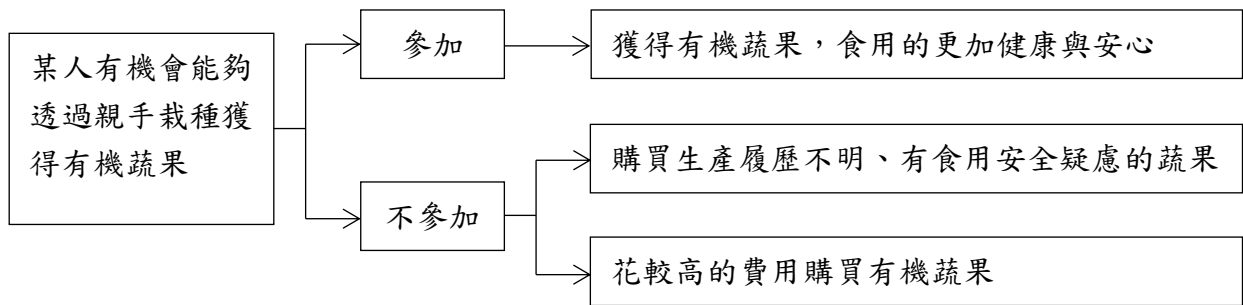 某人有機會能夠
透過親手栽種獲
得有機蔬果
參加
獲得有機蔬果，食用的更加健康與安心
不參加
購買生產履歷不明、有食用安全疑慮的蔬果
花較高的費用購買有機蔬果